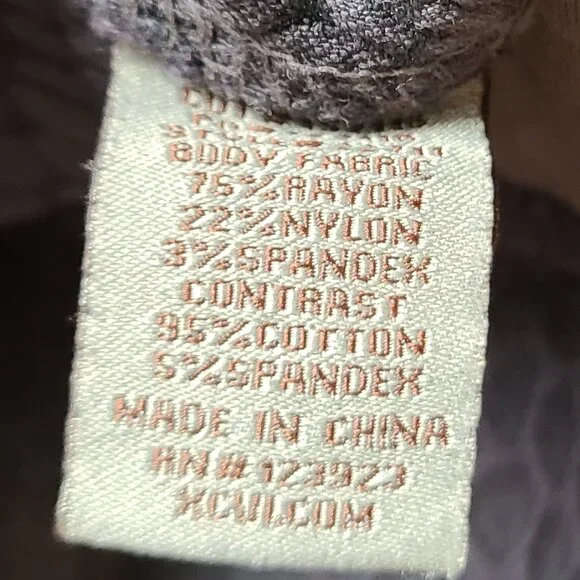 BODY FABRIC
75%RAYON
22%NYLON
3%SPANDEX
CONTRAST
95%COTTON
5%SPANDEX
MADE IN CHINA
RN# 123923
XCVI.COM